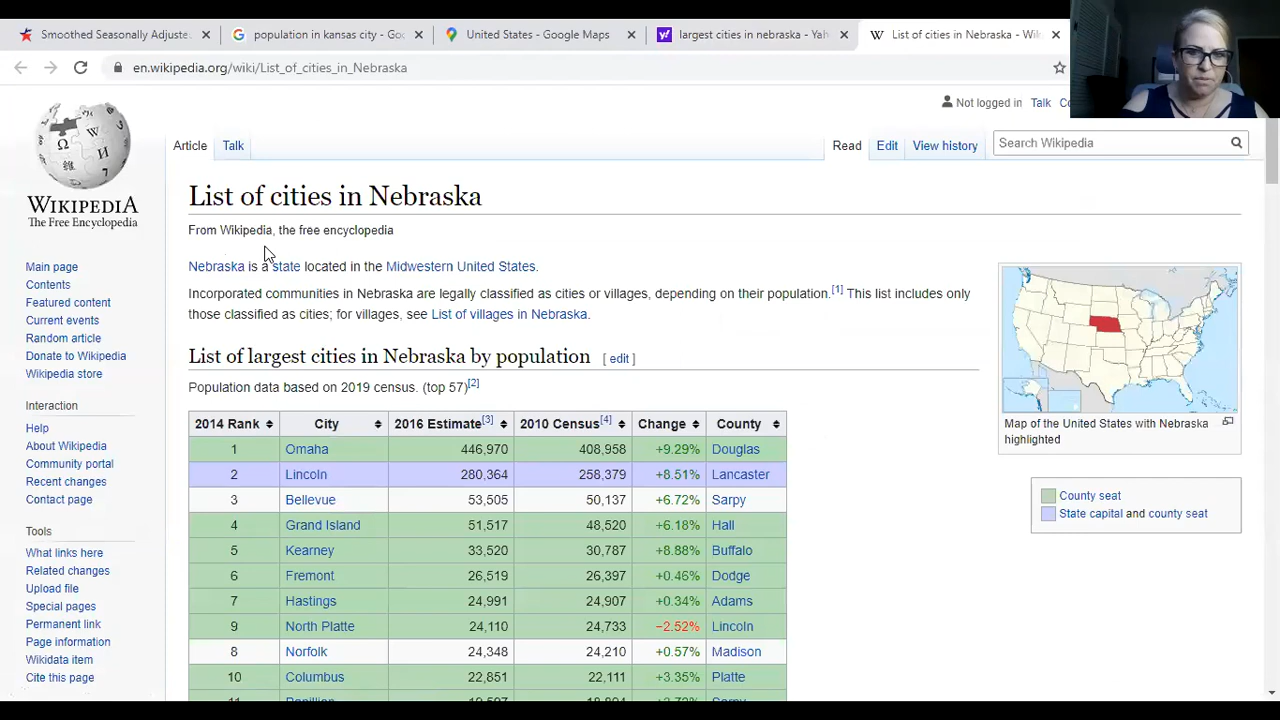 Smoothed Seasonally Adjuste
population in kansas city - Goo
United States - Google Maps
largest cities in nebraska - Yah
List of cities in Nebraska - Wik
en.wikipedia.org/wiki/List_of_cities_in_Nebraska
Not logged in Talk
Article Talk Read Edit View history Search Wikipedia
WIKIPEDIA
The Free Encyclopedia
Main page
Contents
Featured content
Current events
Random article
Donate to Wikipedia
Wikipedia store
Interaction
Help
About Wikipedia
Community portal
Recent changes
Contact page
Tools
What links here
Related changes
Upload file
Special pages
Permanent link
Page information
Wikidata item
Cite this page
List of cities in Nebraska
From Wikipedia, the free encyclopedia
Nebraska is a state located in the Midwestern United States.
Incorporated communities in Nebraska are legally classified as cities or villages, depending on their population.[1] This list includes only
those classified as cities; for villages, see List of villages in Nebraska.
List of largest cities in Nebraska by population [ edit ]
Population data based on 2019 census. (top 57)[2]
2014 Rank City 2016 Estimate[3] 2010 Census[4] Change County
1 Omaha 446,970 408,958 +9.29% Douglas
2 Lincoln 280,364 258,379 +8.51% Lancaster
3 Bellevue 53,505 50,137 +6.72% Sarpy
4 Grand Island 51,517 48,520 +6.18% Hall
5 Kearney 33,520 30,787 +8.88% Buffalo
6 Fremont 26,519 26,397 +0.46% Dodge
7 Hastings 24,991 24,907 +0.34% Adams
9 North Platte 24,110 24,733 −2.52% Lincoln
8 Norfolk 24,348 24,210 +0.57% Madison
10 Columbus 22,851 22,111 +3.35% Platte
Map of the United States with Nebraska
highlighted
County seat
State capital and county seat